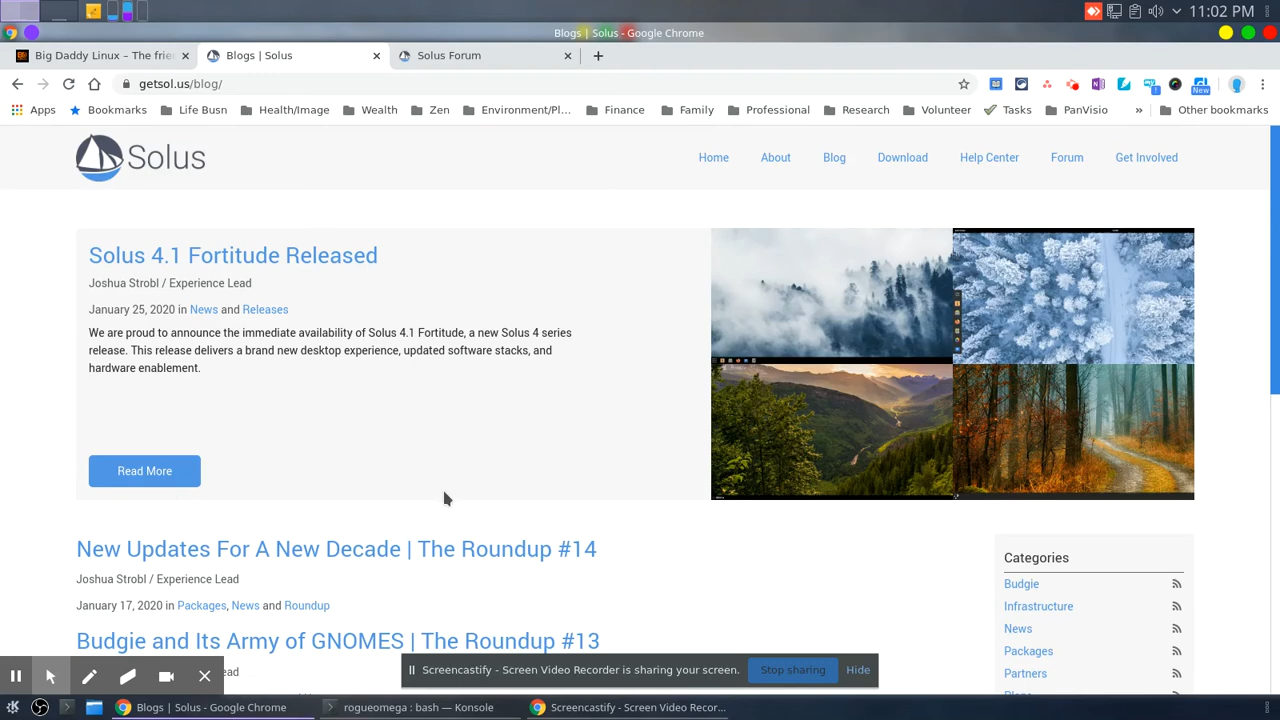 11:02 PM
Blogs | Solus - Google Chrome
Big Daddy Linux – The frie
Blogs | Solus
Solus Forum
getsol.us/blog/
New
Apps
Bookmarks
Life Busn
Health/Image
Wealth
Zen
Environment/Pl...
Finance
Family
Professional
Research
Volunteer
Tasks
PanVisio
»
Other bookmarks
Solus
Home
About
Blog
Download
Help Center
Forum
Get Involved
Solus 4.1 Fortitude Released
Joshua Strobl / Experience Lead
January 25, 2020 in News and Releases
We are proud to announce the immediate availability of Solus 4.1 Fortitude, a new Solus 4 series
release. This release delivers a brand new desktop experience, updated software stacks, and
hardware enablement.
Read More
New Updates For A New Decade | The Roundup #14
Joshua Strobl / Experience Lead
January 17, 2020 in Packages, News and Roundup
Budgie and Its Army of GNOMES | The Roundup #13
ead
Categories
Budgie
Infrastructure
News
Packages
Partners
Screencastify - Screen Video Recorder is sharing your screen.
Stop sharing
Hide
Blogs | Solus - Google Chrome
rogueomega : bash — Konsole
Screencastify - Screen Video Recor...